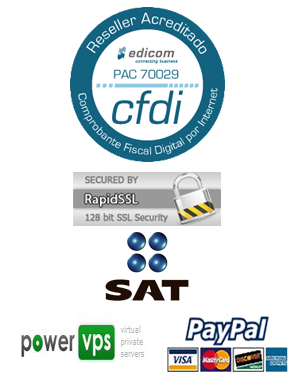 Reseller Acreditado
edicom
connecting business
PAC 70029
cfdi
Comprobante Fiscal Digital por Internet
SECURED BY
RapidSSL
128 bit SSL Security
SAT
power vps
virtual
private
servers
PayPal
VISA MasterCard DISCOVER AMERICAN EXPRESS